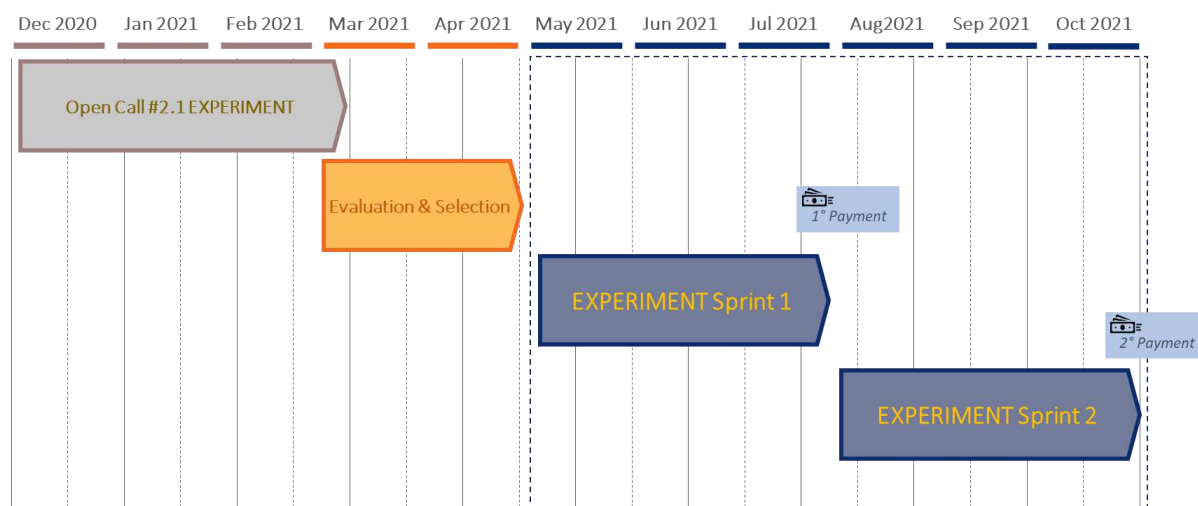 Dec 2020 Jan 2021 Feb 2021 Mar 2021 Apr 2021 May 2021 Jun 2021 Jul 2021 Aug2021 Sep 2021 Oct 2021
Open Call #2.1 EXPERIMENT
Evaluation & Selection
1° Payment
EXPERIMENT Sprint 1
2° Payment
EXPERIMENT Sprint 2